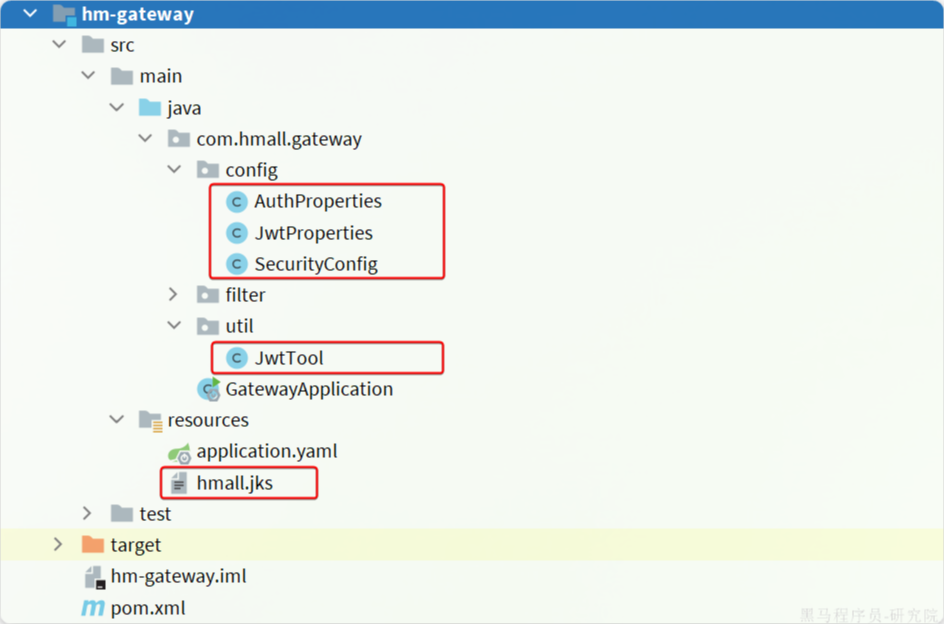 hm-gateway
src
main
java
com.hmall.gateway
config
C AuthProperties
C JwtProperties
C SecurityConfig
filter
util
C JwtTool
C GatewayApplication
resources
application.yaml
hmall.jks
test
target
hm-gateway.iml
m pom.xml
黑马程序员-研究院